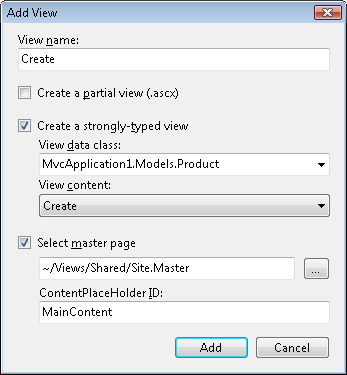 Add View
View name:
Create
Create a partial view (.ascx)
Create a strongly-typed view
View data class:
MvcApplication1.Models.Product
View content:
Create
Select master page
~/Views/Shared/Site.Master
...
ContentPlaceHolder ID:
MainContent
Add Cancel